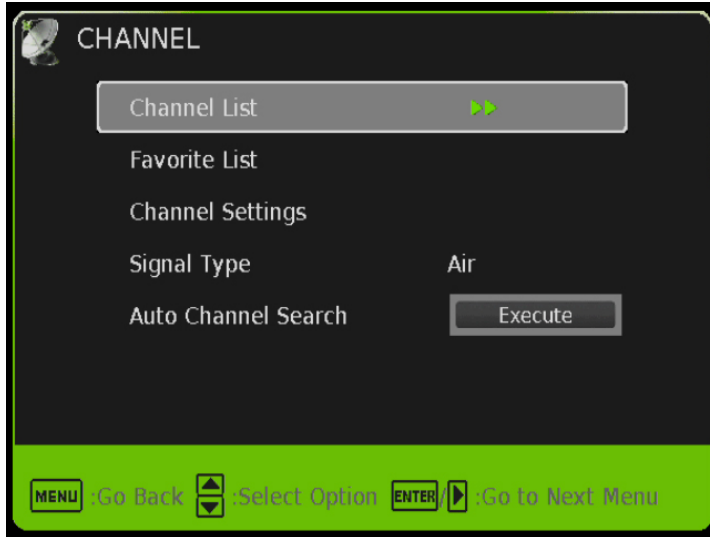 CHANNEL
Channel List
Favorite List
Channel Settings
Signal Type Air
Auto Channel Search Execute
MENU :Go Back :Select Option ENTER/ :Go to Next Menu